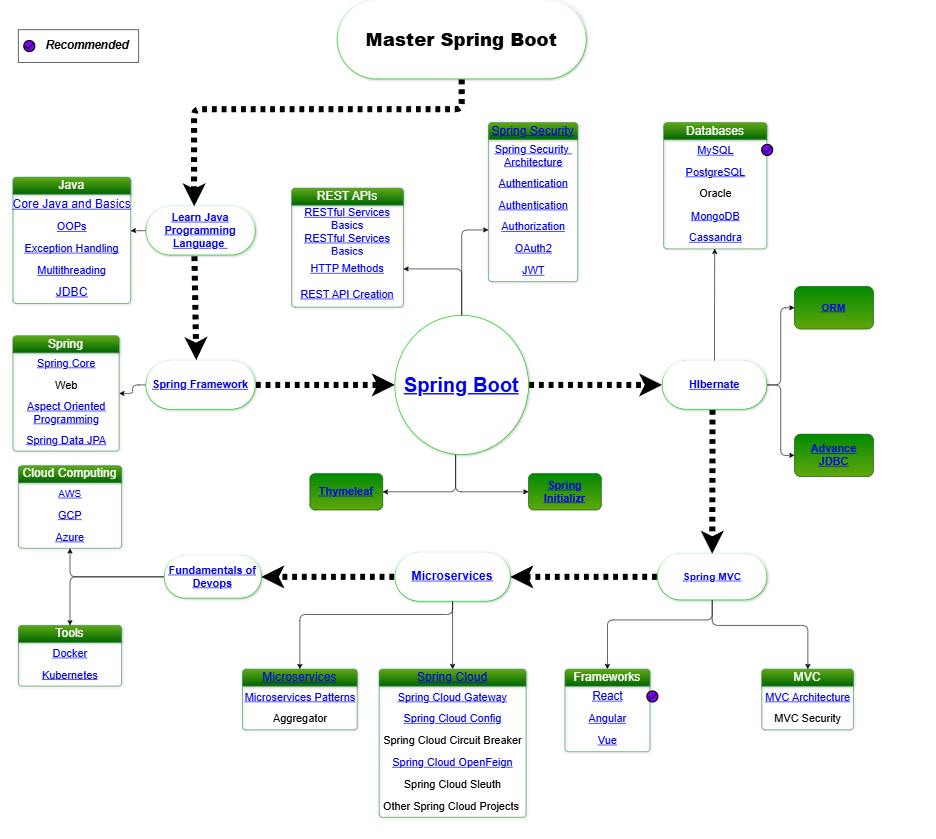 Recommended
Master Spring Boot
Java
Core Java and Basics
OOPs
Exception Handling
Multithreading
JDBC
Learn Java
Programming
Language
REST APIs
RESTful Services
Basics
RESTful Services
Basics
HTTP Methods
REST API Creation
Spring Security
Spring Security
Architecture
Authentication
Authentication
Authorization
OAuth2
JWT
Databases
MySQL
PostgreSQL
Oracle
MongoDB
Cassandra
Spring
Spring Core
Web
Aspect Oriented
Programming
Spring Data JPA
Spring Framework
Spring Boot
HIbernate
ORM
Advance
JDBC
Thymeleaf
Spring
Initializr
Cloud Computing
AWS
GCP
Azure
Fundamentals of
Devops
Microservices
Spring MVC
Tools
Docker
Kubernetes
Microservices
Microservices Patterns
Aggregator
Spring Cloud
Spring Cloud Gateway
Spring Cloud Config
Spring Cloud Circuit Breaker
Spring Cloud OpenFeign
Spring Cloud Sleuth
Other Spring Cloud Projects
Frameworks
React
Angular
Vue
MVC
MVC Architecture
MVC Security